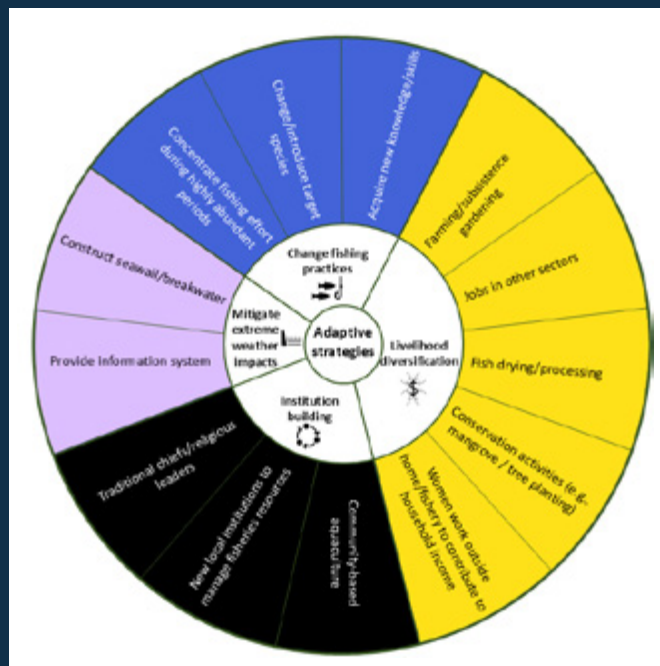 Adaptive
strategies
Change fishing
practices
Livelihood
diversification
Institution
building
Mitigate
extreme
weather
impacts
Concentrate fishing effort
during highly abundant
periods
Change/introduce target
species
Acquire new knowledge/skills
Farming/subsistence
gardening
Jobs in other sectors
Fish drying/processing
Conservation activities (e.g.,
mangrove / tree planting)
Women work outside
home/fishery to contribute to
household income
Community-based
aquaculture
New local institutions to
manage fisheries resources
Traditional chiefs/religious
leaders
Provide information system
Construct seawall/breakwater